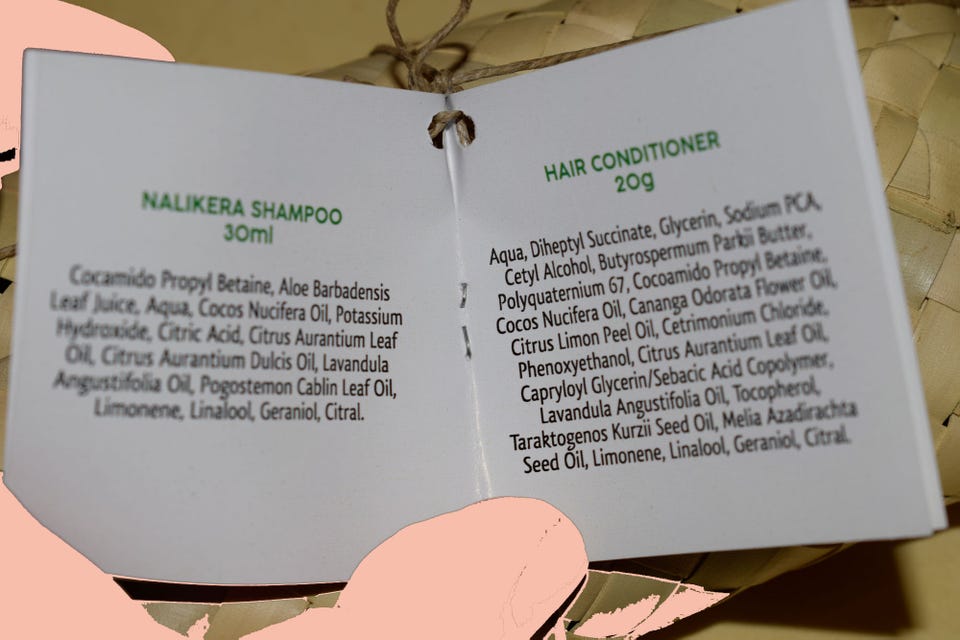 NALIKERA SHAMPOO
30ml
Cocamido Propyl Betaine, Aloe Barbadensis
Leaf Juice, Aqua, Cocos Nucifera Oil, Potassium
Hydroxide, Citric Acid, Citrus Aurantium Leaf
Oil, Citrus Aurantium Dulcis Oil, Lavandula
Angustifolia Oil, Pogostemon Cablin Leaf Oil,
Limonene, Linalool, Geraniol, Citral.
HAIR CONDITIONER
20g
Aqua, Diheptyl Succinate, Glycerin, Sodium PCA,
Cetyl Alcohol, Butyrospermum Parkii Butter,
Polyquaternium 67, Cocoamido Propyl Betaine,
Cocos Nucifera Oil, Cananga Odorata Flower Oil,
Citrus Limon Peel Oil, Cetrimonium Chloride,
Phenoxyethanol, Citrus Aurantium Leaf Oil,
Capryloyl Glycerin/Sebacic Acid Copolymer,
Lavandula Angustifolia Oil, Tocopherol,
Taraktogenos Kurzii Seed Oil, Melia Azadirachta
Seed Oil, Limonene, Linalool, Geraniol, Citral.